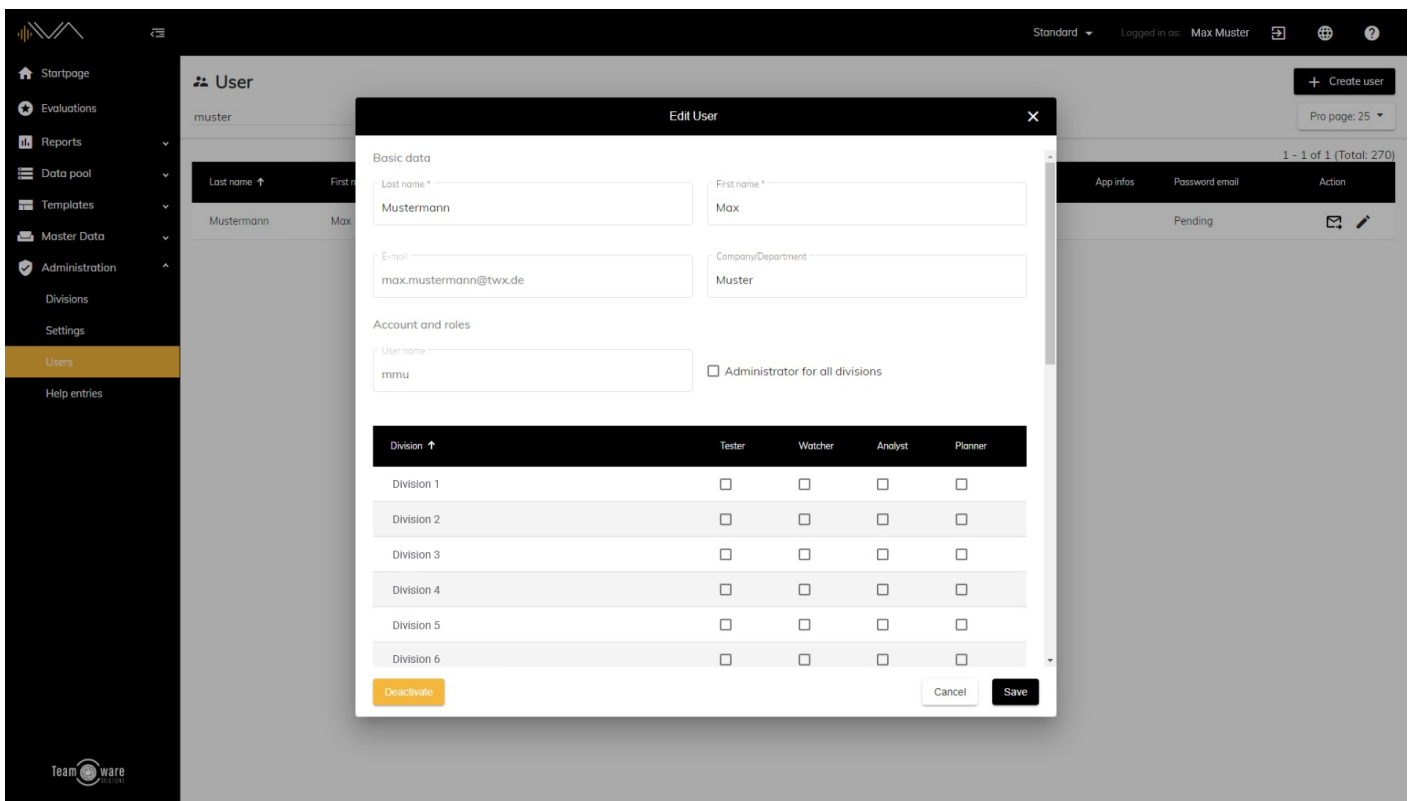 Standard Logged in as: Max Muster
Startpage
Evaluations
Reports
Data pool
Templates
Master Data
Administration
Divisions
Settings
Users
Help entries
Team ware
SOLUTIONS
User
+ Create user
muster
Pro page: 25
1 - 1 of 1 (Total: 270)
Last name First n App infos Password email Action
Mustermann Max Pending
Edit User
Basic data
Last name * First name *
Mustermann Max
E-mail Company/Department
max.mustermann@twx.de Muster
Account and roles
User name
mmu Administrator for all divisions
Division Tester Watcher Analyst Planner
Division 1
Division 2
Division 3
Division 4
Division 5
Division 6
Deactivate Cancel Save